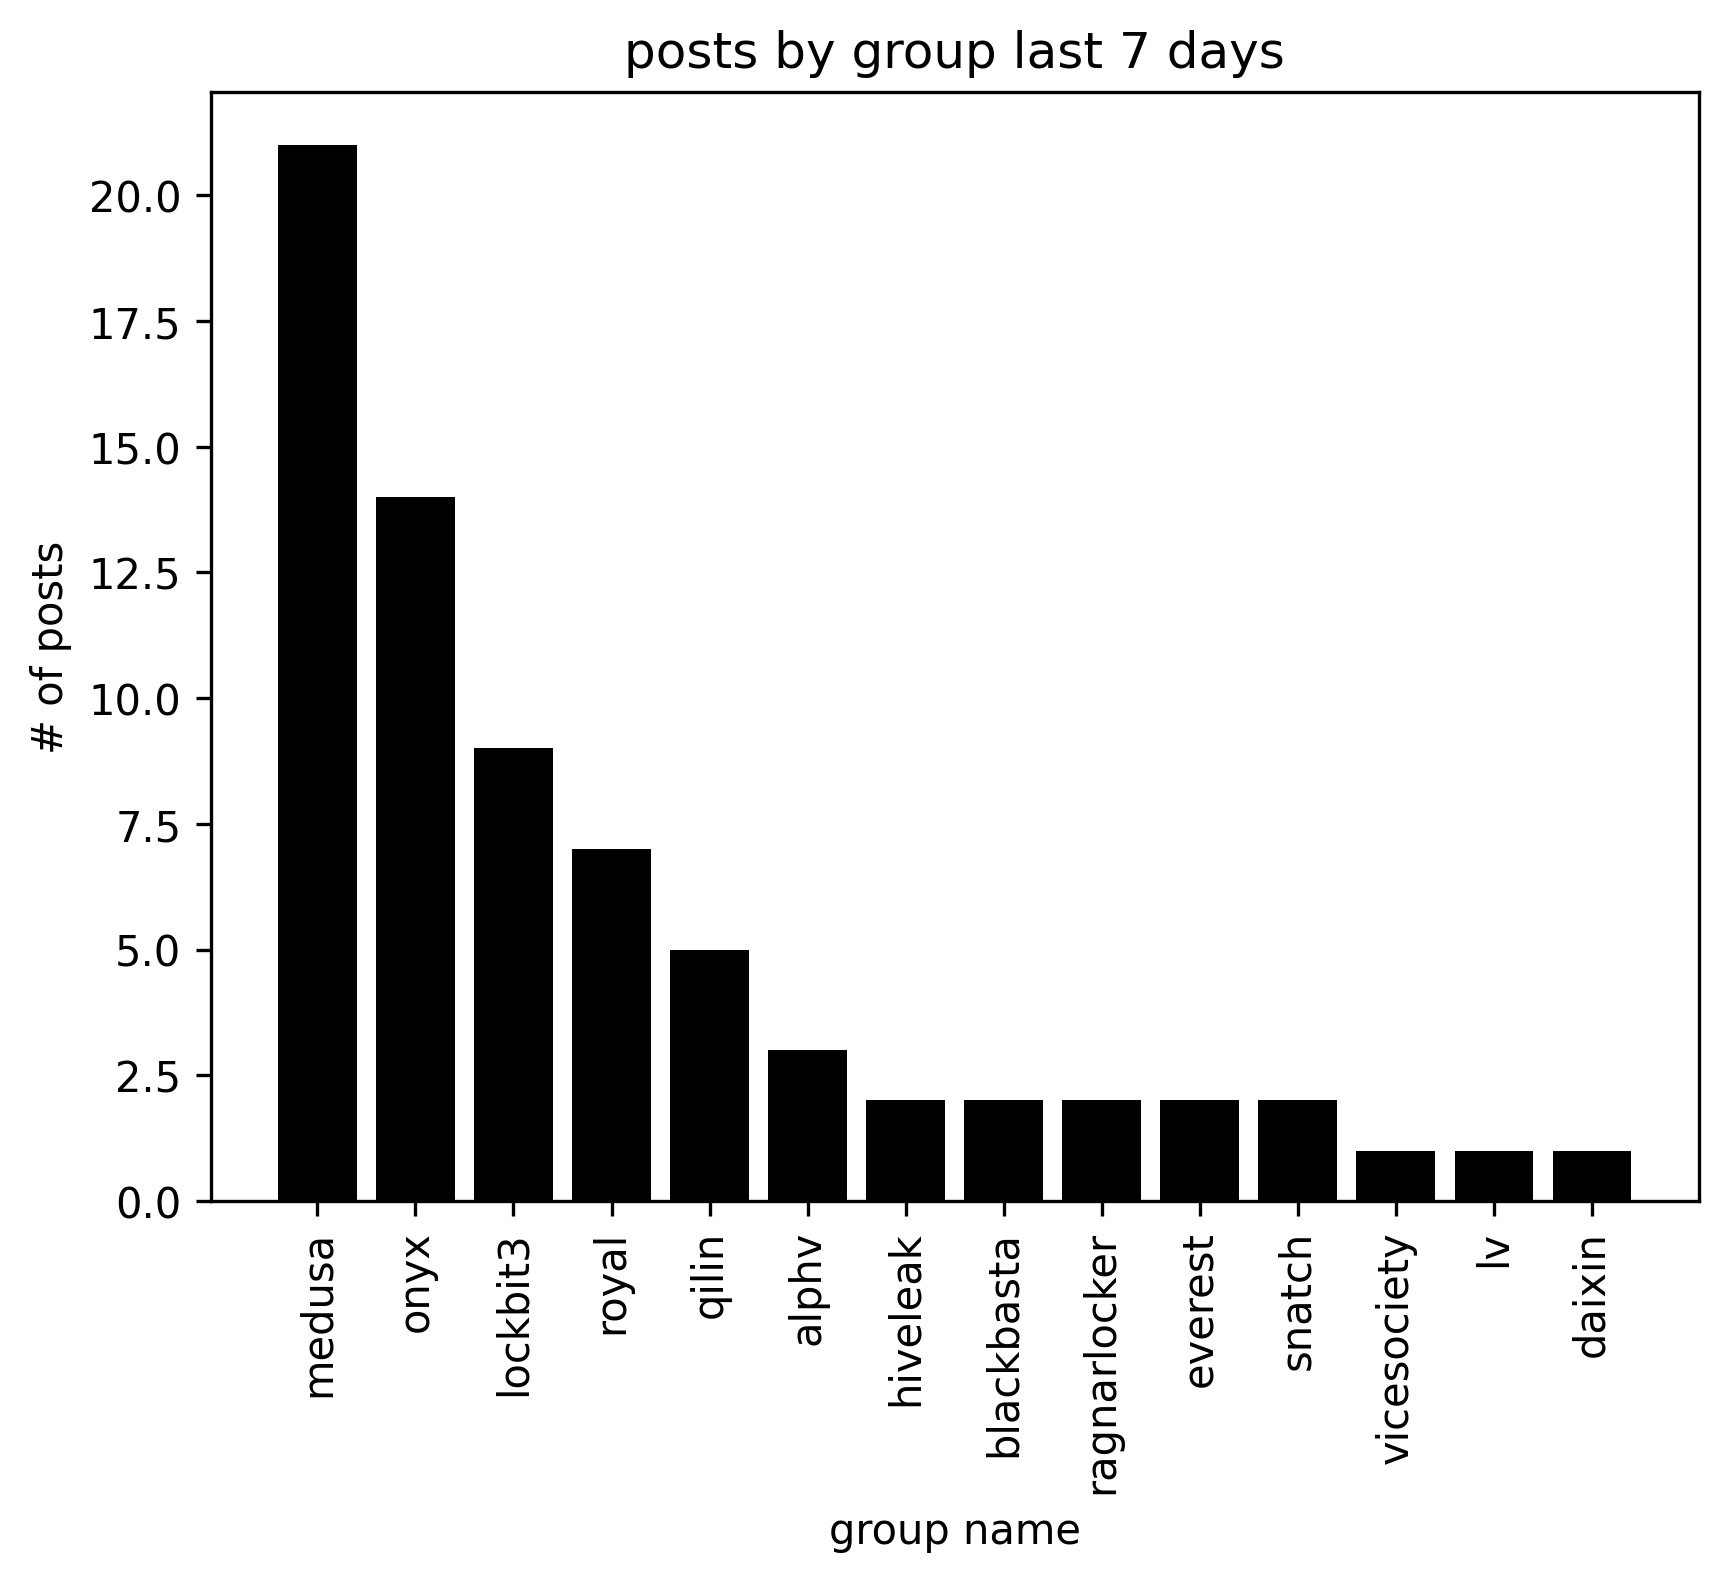 posts by group last 7 days
# of posts
20.0
17.5
15.0
12.5
10.0
7.5
5.0
2.5
0.0
medusa
onyx
lockbit3
royal
qilin
alphv
hiveleak
blackbasta
ragnarlocker
everest
snatch
vicesociety
lv
daixin
group name